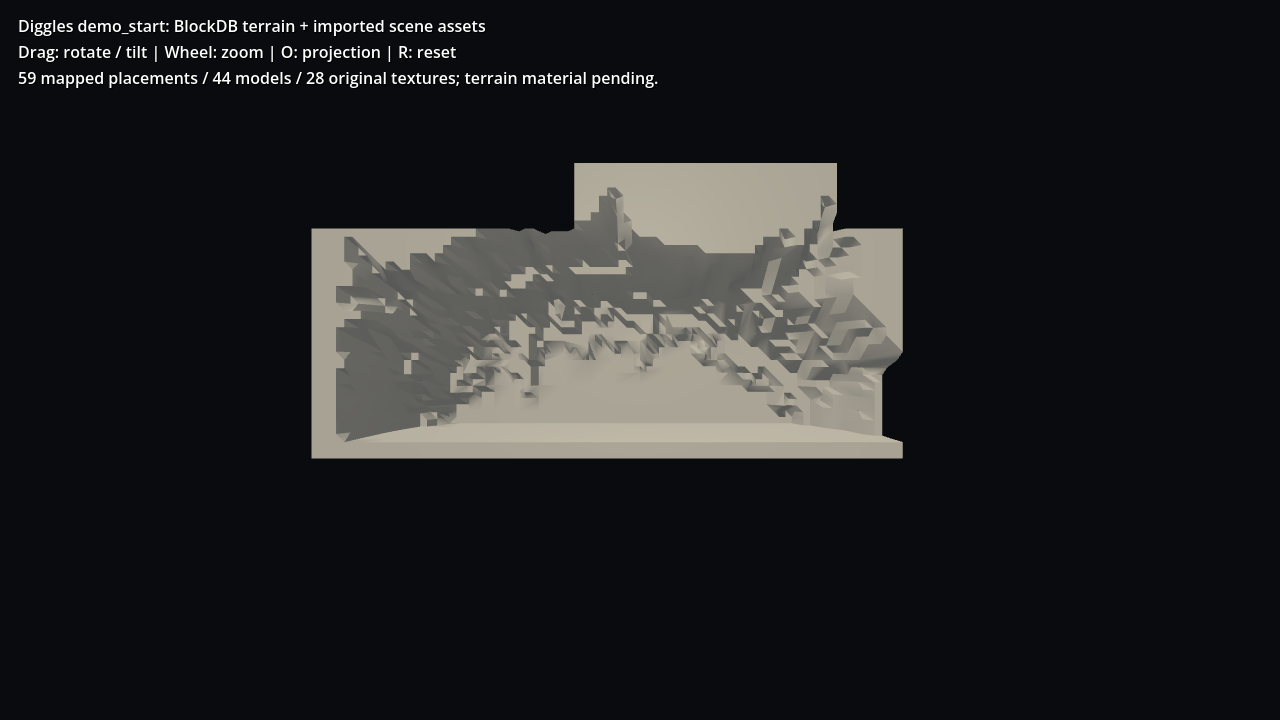 Diggles demo_start: BlockDB terrain + imported scene assets
Drag: rotate / tilt | Wheel: zoom | O: projection | R: reset
59 mapped placements / 44 models / 28 original textures; terrain material pending.